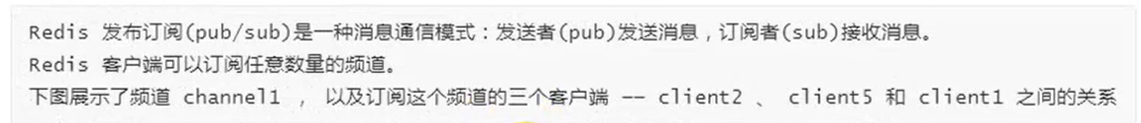 Redis 发布订阅(pub/sub)是一种消息通信模式：发送者(pub)发送消息，订阅者(sub)接收消息。
Redis 客户端可以订阅任意数量的频道。
下图展示了频道 channel1 ， 以及订阅这个频道的三个客户端 —— client2 、 client5 和 client1 之间的关系